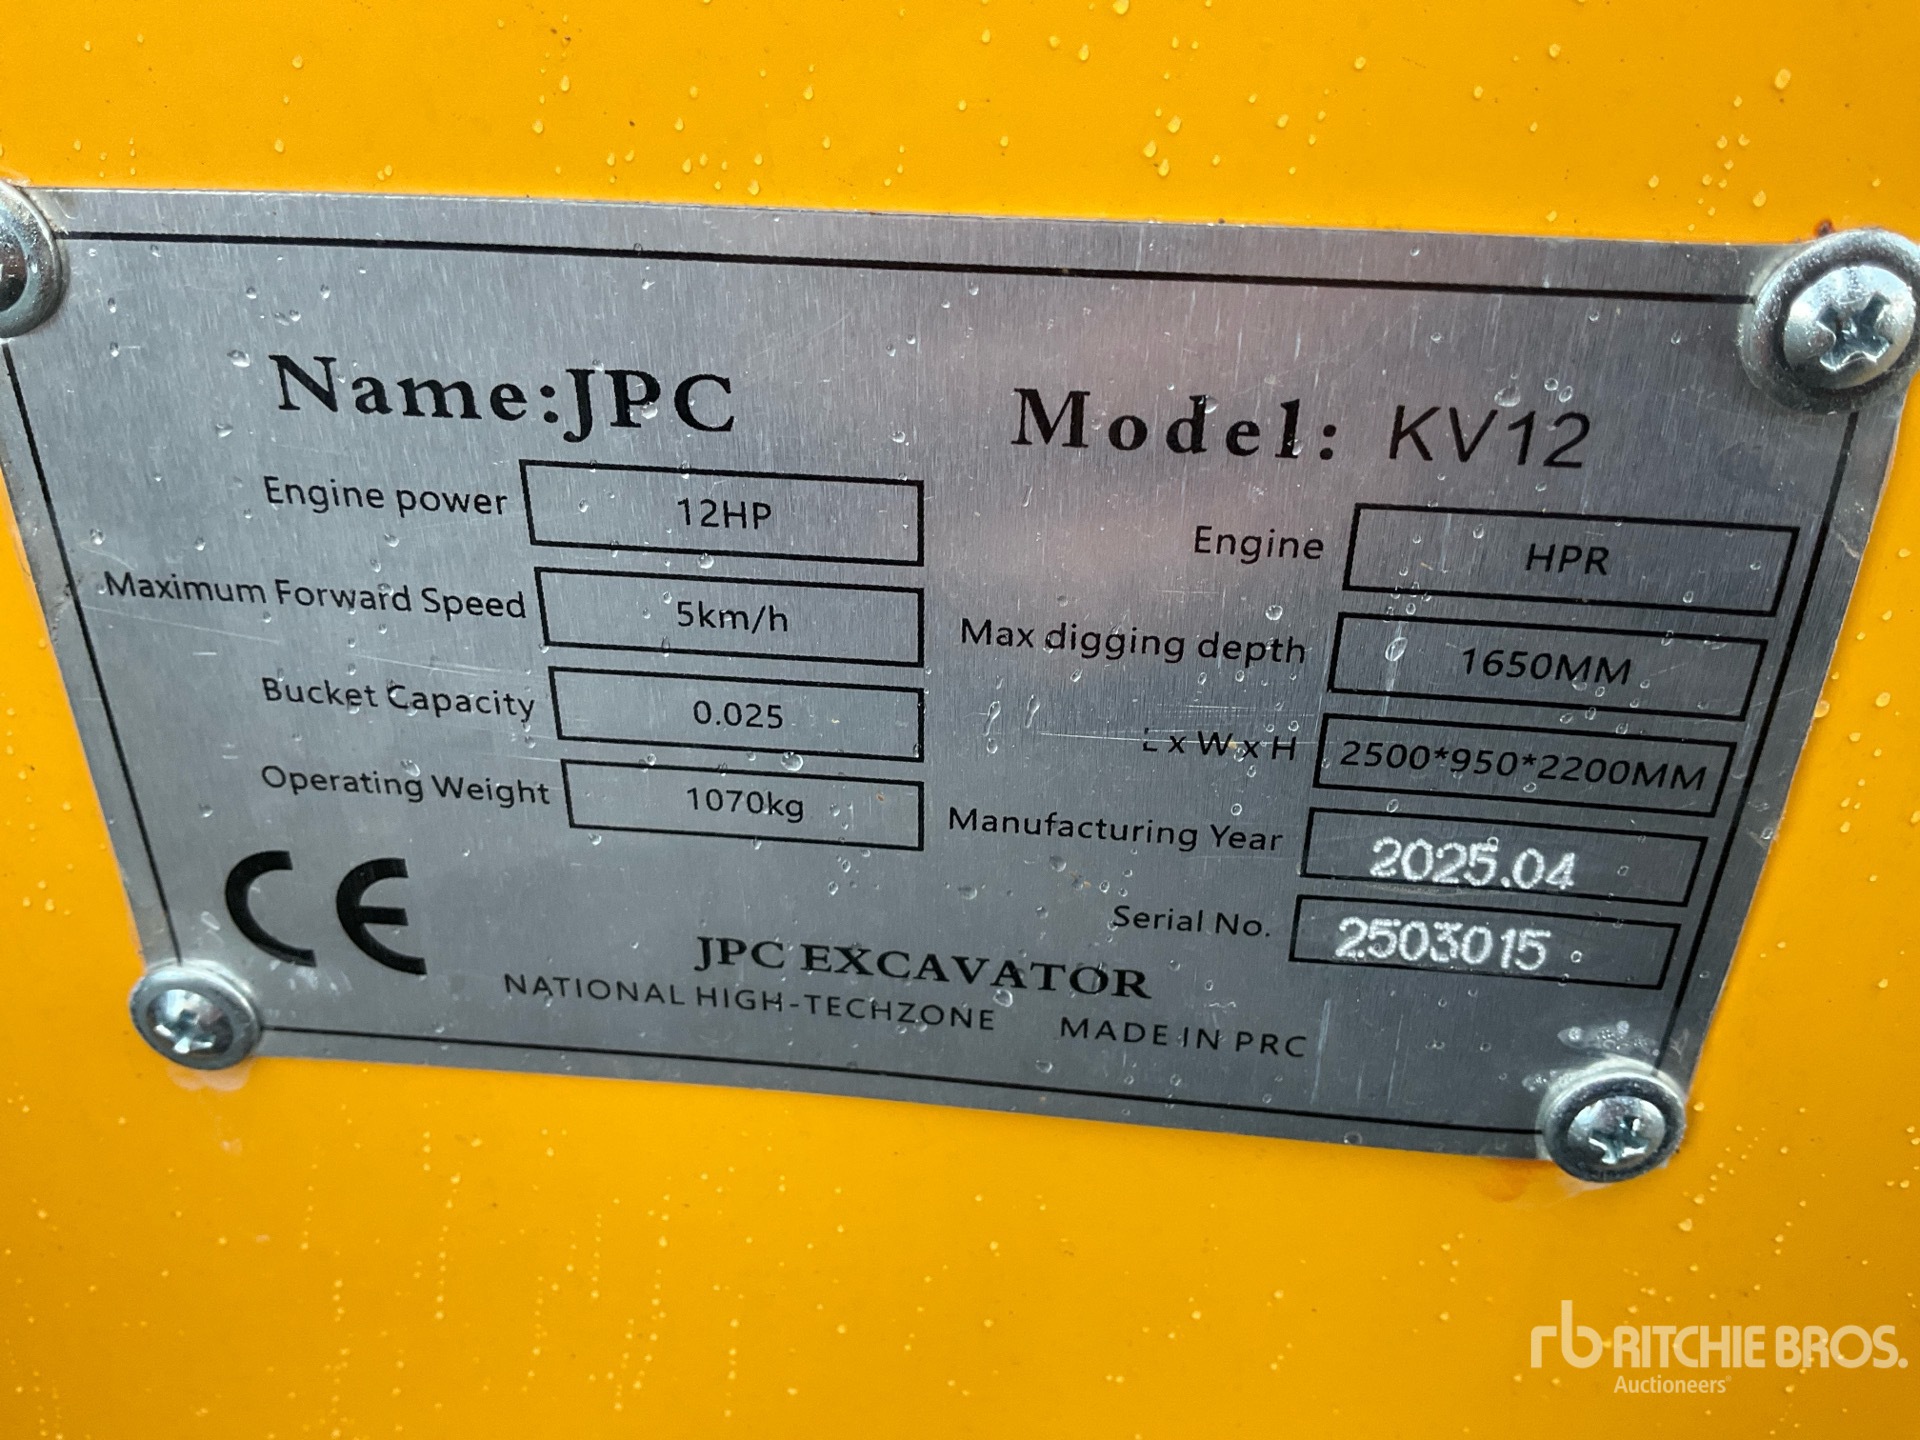 Name:JPC
Model: KV12
Engine power 12HP
Engine HPR
Maximum Forward Speed 5km/h
Max digging depth 1650MM
Bucket Capacity 0.025
L x W x H 2500*950*2200MM
Operating Weight 1070kg
Manufacturing Year 2025.04
Serial No. 2503015
CE
JPC EXCAVATOR
NATIONAL HIGH-TECHZONE MADE IN PRC
rb RITCHIE BROS.
Auctioneers